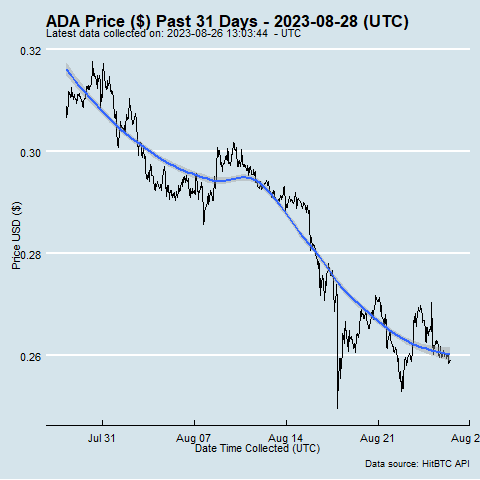 ADA Price ($) Past 31 Days - 2023-08-28 (UTC)
Latest data collected on: 2023-08-26 13:03:44 - UTC
0.32
0.30
0.28
0.26
Price USD ($)
Jul 31 Aug 07 Aug 14 Aug 21 Aug 2
Date Time Collected (UTC)
Data source: HitBTC API